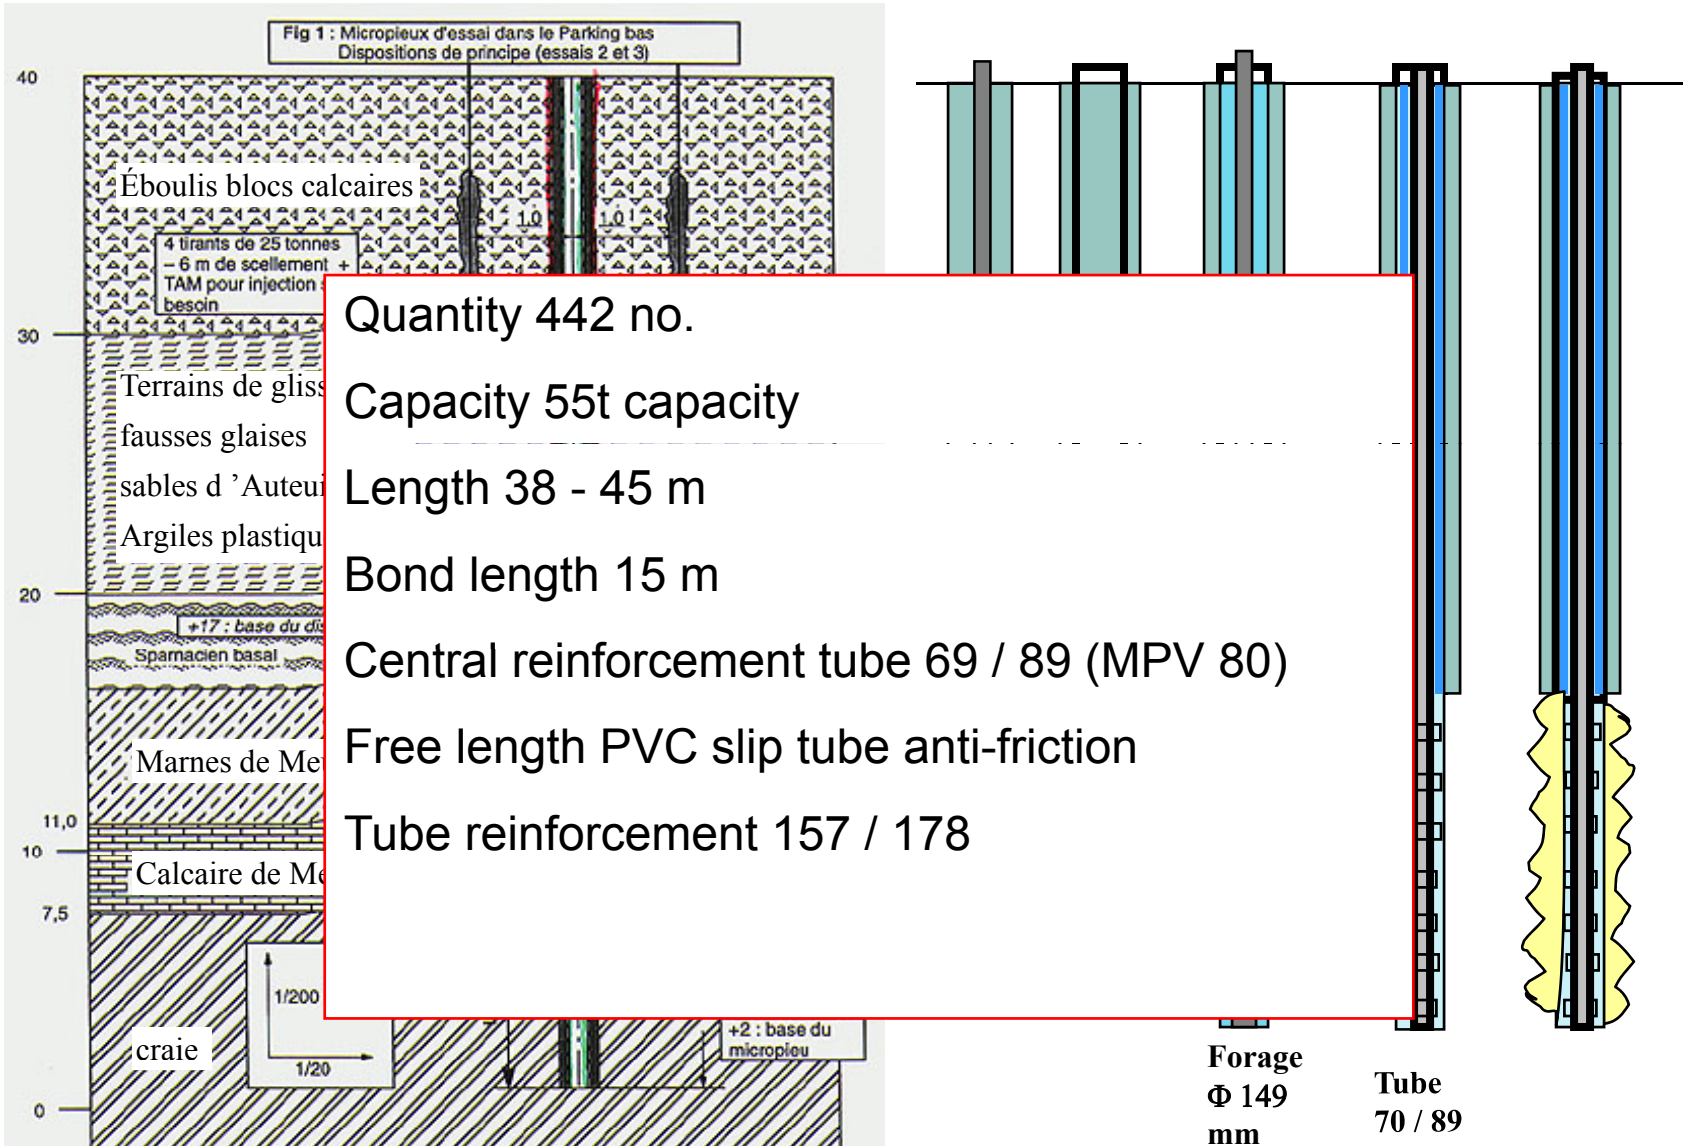 Fig 1 : Micropieux d'essai dans le Parking bas
Dispositions de principe (essais 2 et 3)
40
Éboulis blocs calcaires
1,0
1,0
4 tirants de 25 tonnes
– 6 m de scellement +
TAM pour injection
besoin
30
Terrains de gliss
fausses glaises
sables d ’Auteui
Argiles plastiqu
20
+17 : base du dis
Sparnacien basal
Marnes de Me
11,0
10
Calcaire de Me
7,5
1/200
1/20
craie
0
+2 : base du
micropieu
Quantity 442 no.
Capacity 55t capacity
Length 38 - 45 m
Bond length 15 m
Central reinforcement tube 69 / 89 (MPV 80)
Free length PVC slip tube anti-friction
Tube reinforcement 157 / 178
Forage
Φ 149
mm
Tube
70 / 89